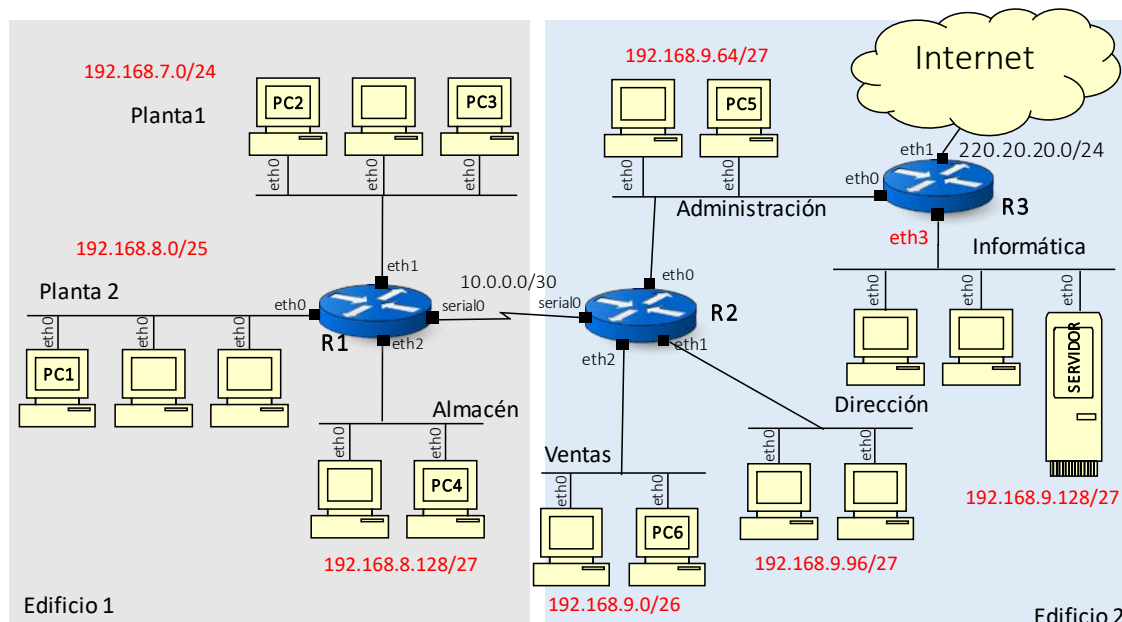 192.168.7.0/24
Planta1
PC2
PC3
eth0
eth0
eth0
192.168.8.0/25
Planta 2
eth0
eth0
eth0
PC1
eth1
eth0
serial0
eth2
R1
10.0.0.0/30
Almacén
eth0
eth0
PC4
192.168.8.128/27
Edificio 1
192.168.9.64/27
PC5
eth0
eth0
Administración
Internet
eth1
220.20.20.0/24
eth0
R3
eth3
Informática
eth0
eth0
eth0
SERVIDOR
192.168.9.128/27
eth0
serial0
R2
eth1
eth2
Dirección
eth0
eth0
192.168.9.96/27
Ventas
eth0
eth0
PC6
192.168.9.0/26
Edificio 2